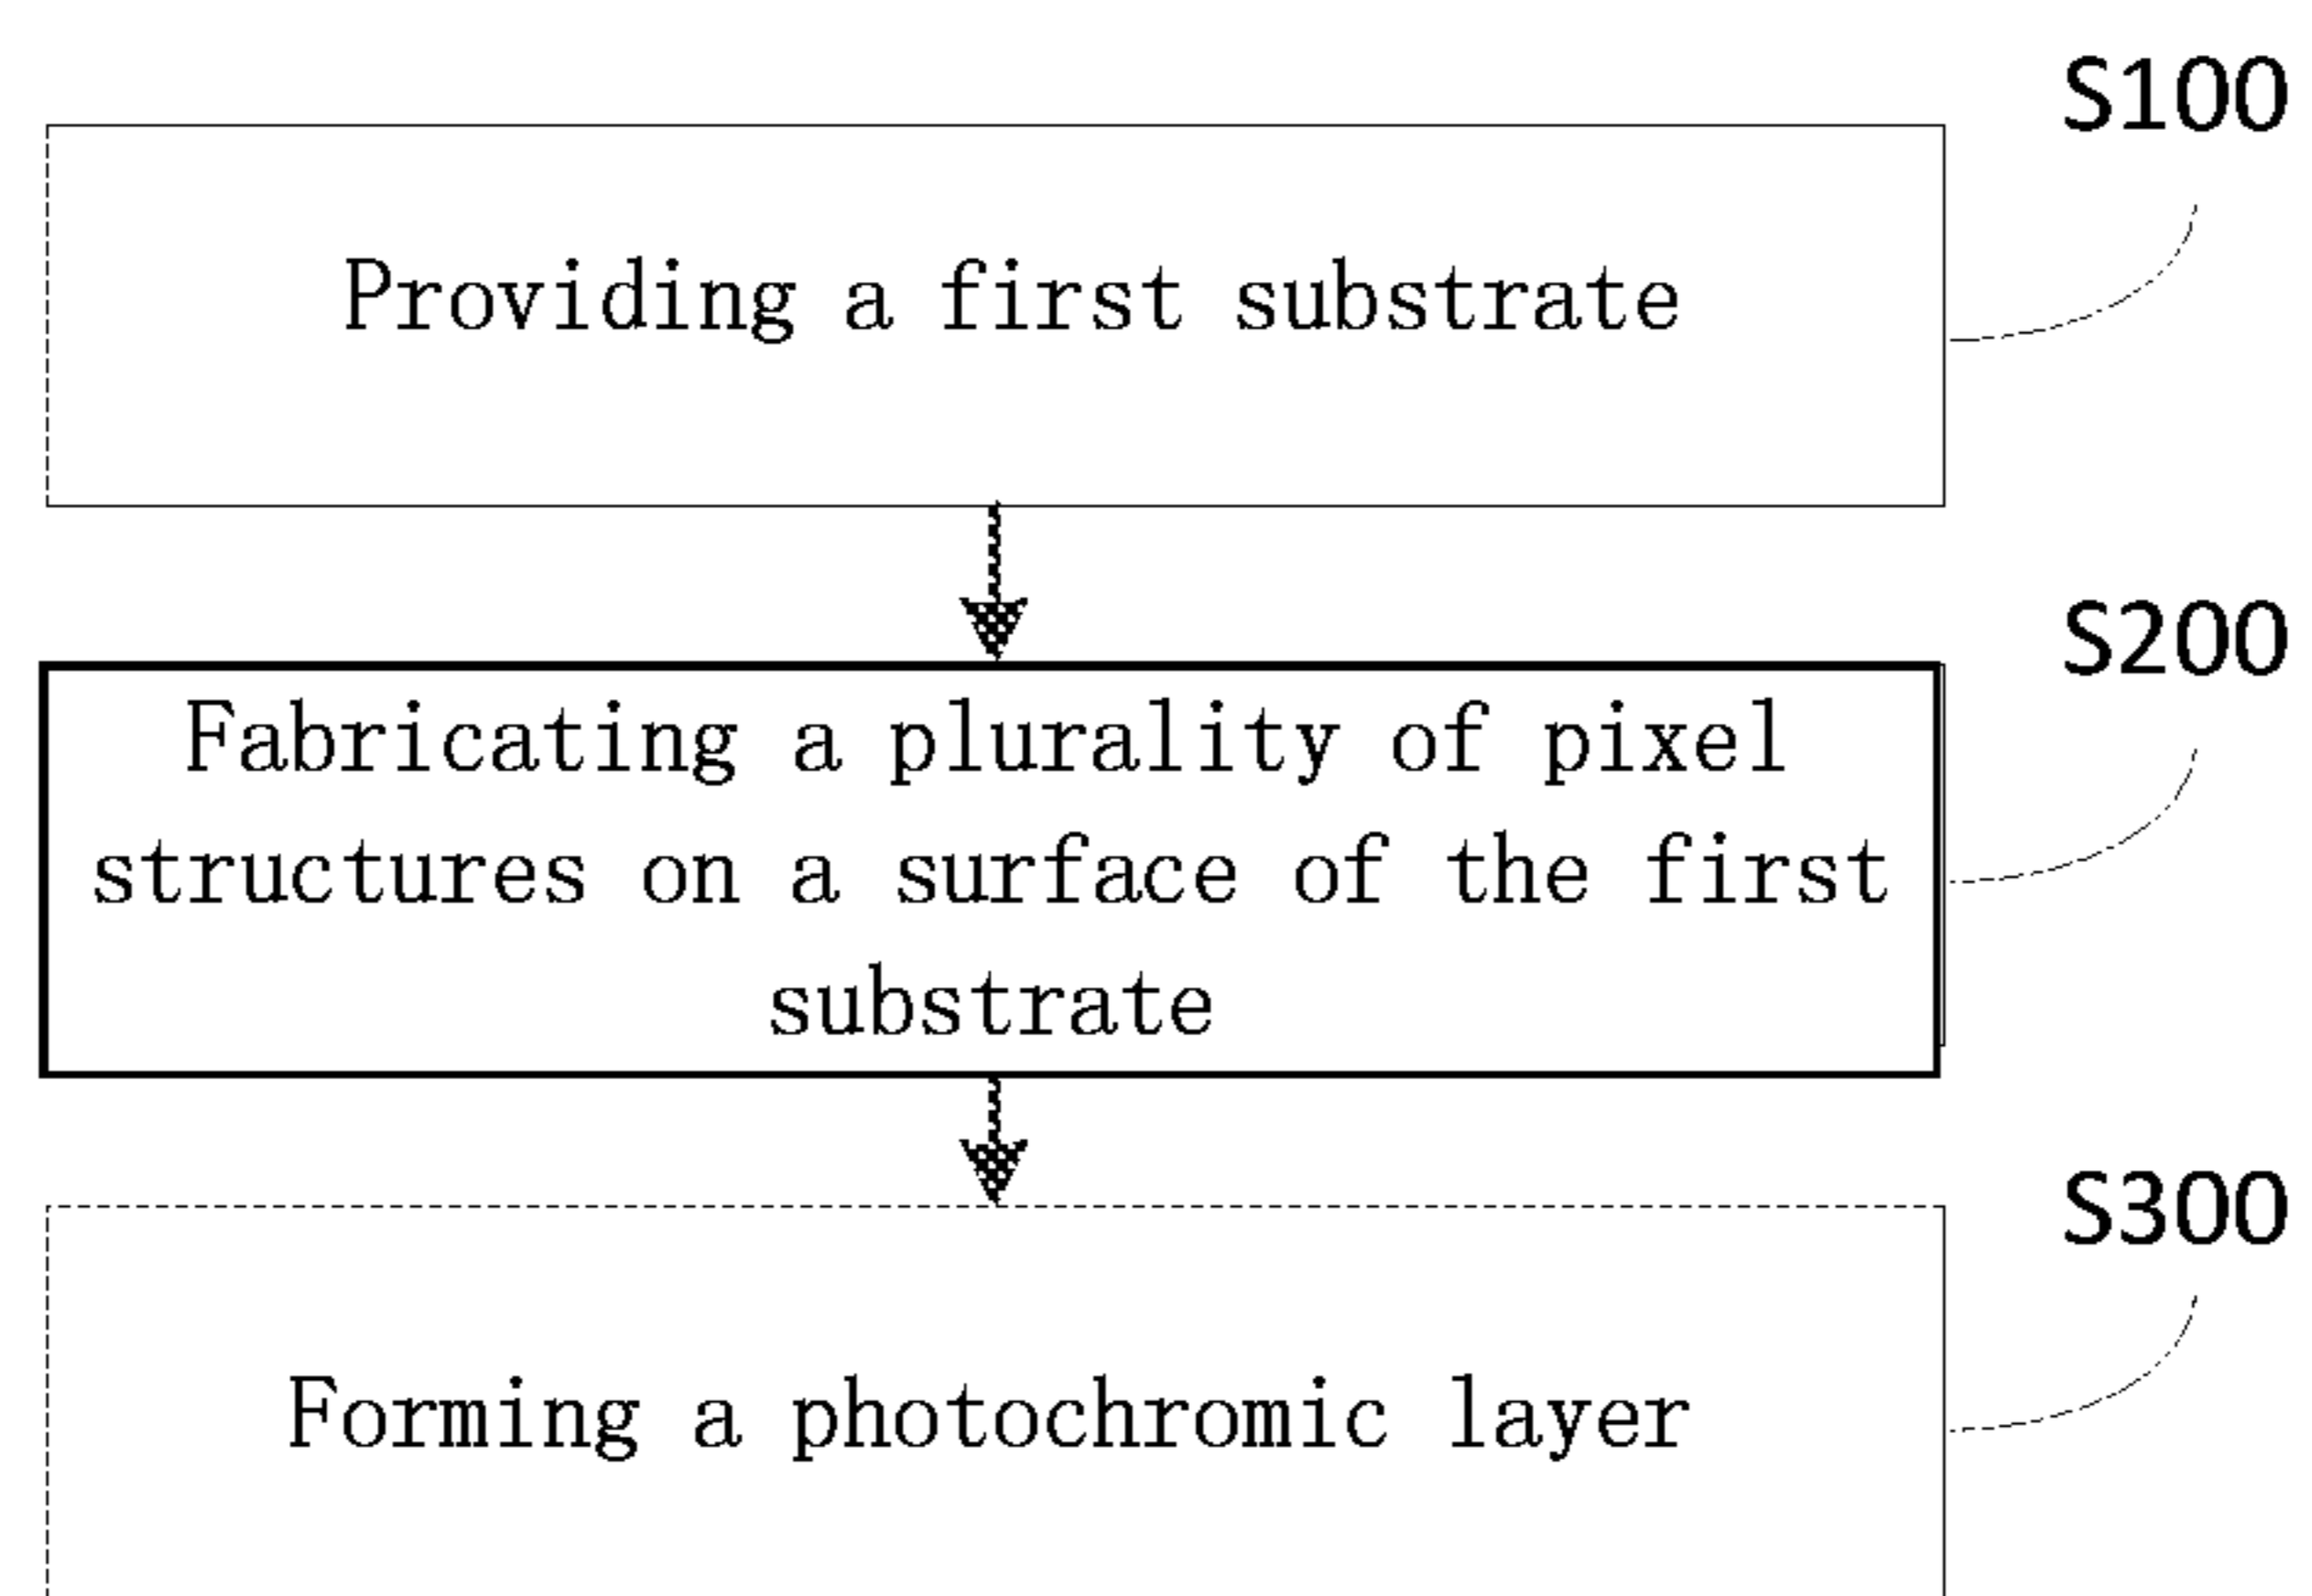 S100
Providing a first substrate
S200
Fabricating a plurality of pixel
structures on a surface of the first
substrate
S300
Forming a photochromic layer